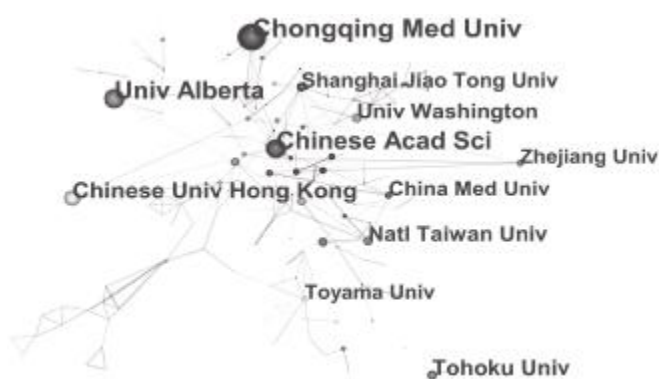 Chongqing Med Univ
Shanghai Jiao Tong Univ
Univ Alberta
Univ Washington
Chinese Acad Sci
Zhejiang Univ
Chinese Univ Hong Kong
China Med Univ
Natl Taiwan Univ
Toyama Univ
Tohoku Univ